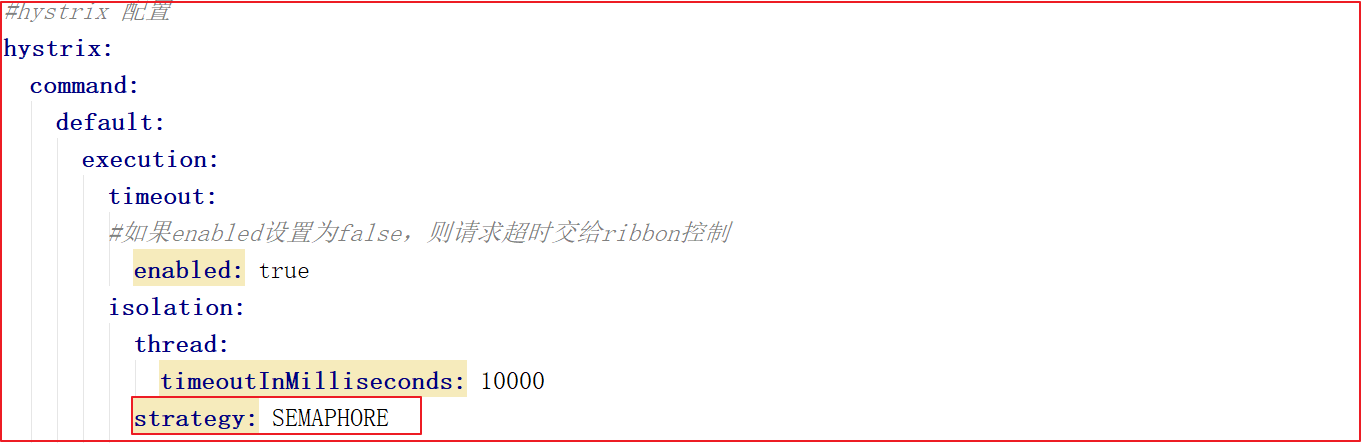 #hystrix 配置
hystrix:
command:
default:
execution:
timeout:
#如果enabled设置为false，则请求超时交给ribbon控制
enabled: true
isolation:
thread:
timeoutInMilliseconds: 10000
strategy: SEMAPHORE